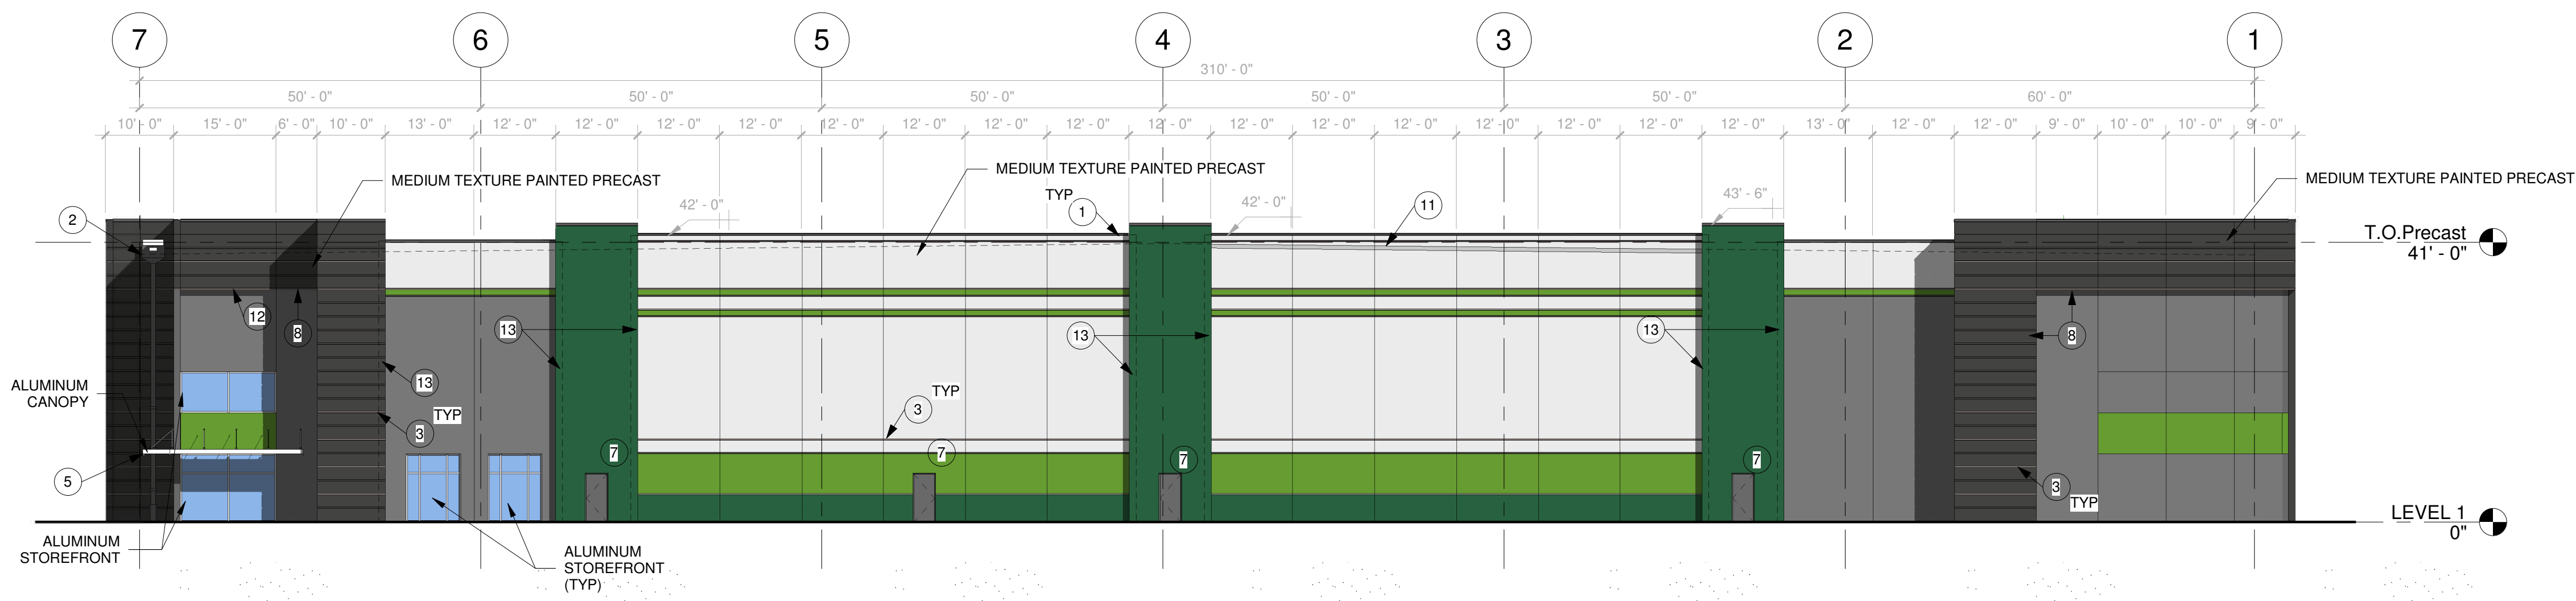 7 6 5 4 3 2 1
310' - 0"
50' - 0" 50' - 0" 50' - 0" 50' - 0" 50' - 0" 60' - 0"
10' - 0" 15' - 0" 6' - 0" 10' - 0" 13' - 0" 12' - 0" 12' - 0" 12' - 0" 12' - 0" 12' - 0" 12' - 0" 12' - 0" 12' - 0" 12' - 0" 12' - 0" 12' - 0" 12' - 0" 12' - 0" 12' - 0" 12' - 0" 12' - 0" 13' - 0" 12' - 0" 12' - 0" 9' - 0" 10' - 0" 10' - 0" 9' - 0"
MEDIUM TEXTURE PAINTED PRECAST
MEDIUM TEXTURE PAINTED PRECAST
MEDIUM TEXTURE PAINTED PRECAST
2
42' - 0"
TYP
1
42' - 0"
11
43' - 6"
T.O.Precast
41' - 0"
12
8
13
13
13
8
13
ALUMINUM
CANOPY
TYP
3
TYP
3
7
7
7
7
5
3
TYP
LEVEL 1
0"
ALUMINUM
STOREFRONT
ALUMINUM
STOREFRONT
(TYP)